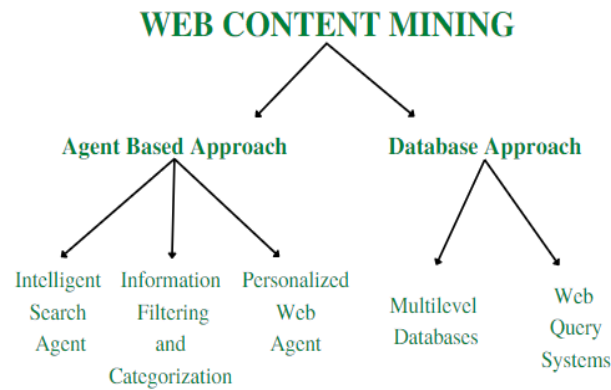 WEB CONTENT MINING
Agent Based Approach
Database Approach
Intelligent
Search
Agent
Information
Filtering
and
Categorization
Personalized
Web
Agent
Multilevel
Databases
Web
Query
Systems